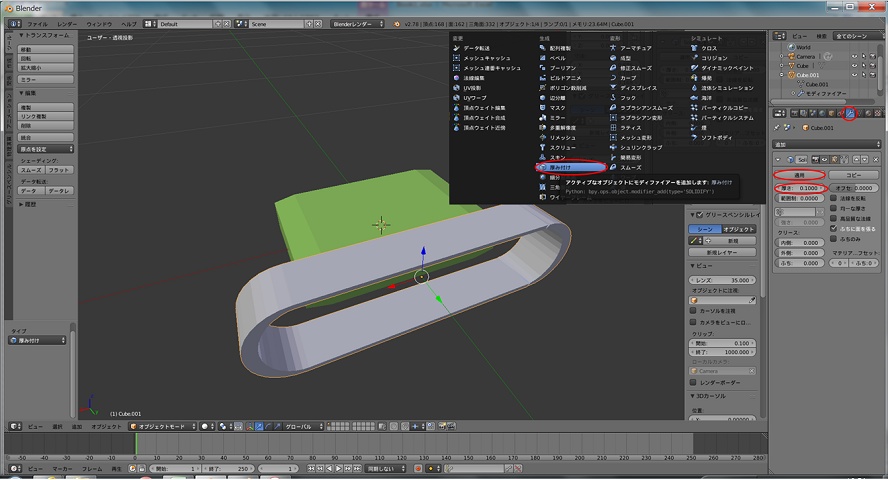 Blender
ファイル レンダー ウィンドウ ヘルプ Default Scene Blenderレンダー v2.78 | 頂点:168 | 面:162 | 三角面:332 | オブジェクト:1/4 | ランプ:0/1 | メモリ:23.64M | Cube.001
▼トランスフォーム
移動
回転
拡大縮小
ミラー
▼編集
複製
リンク複製
削除
統合
原点を設定
シェーディング:
スムーズ フラット
データ転送:
データ データレ
▶履歴
タイプ
厚み付け
ユーザー・透視投影
(1) Cube.001
変更
データ転送
メッシュキャッシュ
メッシュ連番キャッシュ
法線編集
UV投影
UVワープ
頂点ウェイト編集
頂点ウェイト合成
頂点ウェイト近傍
生成
配列複製
ベベル
ブーリアン
ビルドアニメ
ポリゴン数削減
辺分離
マスク
ミラー
多重解像度
リメッシュ
スクリュー
スキン
厚み付け
細分
三角
ワイ
変形
アーマチュア
成型
修正スムーズ
カーブ
ディスプレイス
フック
ラプラシアンスムーズ
ラプラシアン変形
ラティス
メッシュ変形
シュリンクラップ
簡易変形
スムーズ
シミュレート
クロス
コリジョン
ダイナミックペイント
爆発
流体シミュレーション
海洋
パーティクルコピー
パーティクルシステム
煙
ソフトボディ
アクティブなオブジェクトにモディファイアーを追加します: 厚み付け
Python: bpy.ops.object.modifier_add(type='SOLIDIFY')
▼グリースペンシルレイ
シーン オブジェクト
新規
新規レイヤー
▼ビュー
レンズ: 35.000
オブジェクトに注視:
カーソルを注視
カメラをビューにロ...
クリップ:
開始: 0.100
終了: 1000.000
ローカルカメラ:
Camera
レンダーボーダー
▼3Dカーソル
位置:
ビュー 検索 全てのシーン
World
Camera
Cube
Cube.001
Cube.001
モディファイアー
Cube.001
追加
Sol
適用 コピー
厚さ: 0.1000 オフセ: 0.0000
範囲制: 0.0000 法線を反転
均一な厚さ
高品質な法線
クリース: ふちに面を張る
内側: 0.000 ふちのみ
外側: 0.000 マテリア...フセット:
ふち: 0.000 0 ふち: 0
ビュー 選択 追加 オブジェクト オブジェクトモード グローバル
-50 -40 -30 -20 -10 0 10 20 30 40 50 60 70 80 90 100 110 120 130 140 150 160 170 180 190 200 210 220 230 240 250 260 270 280
ビュー マーカー フレーム 再生 開始: 1 終了: 250 1 同期しない